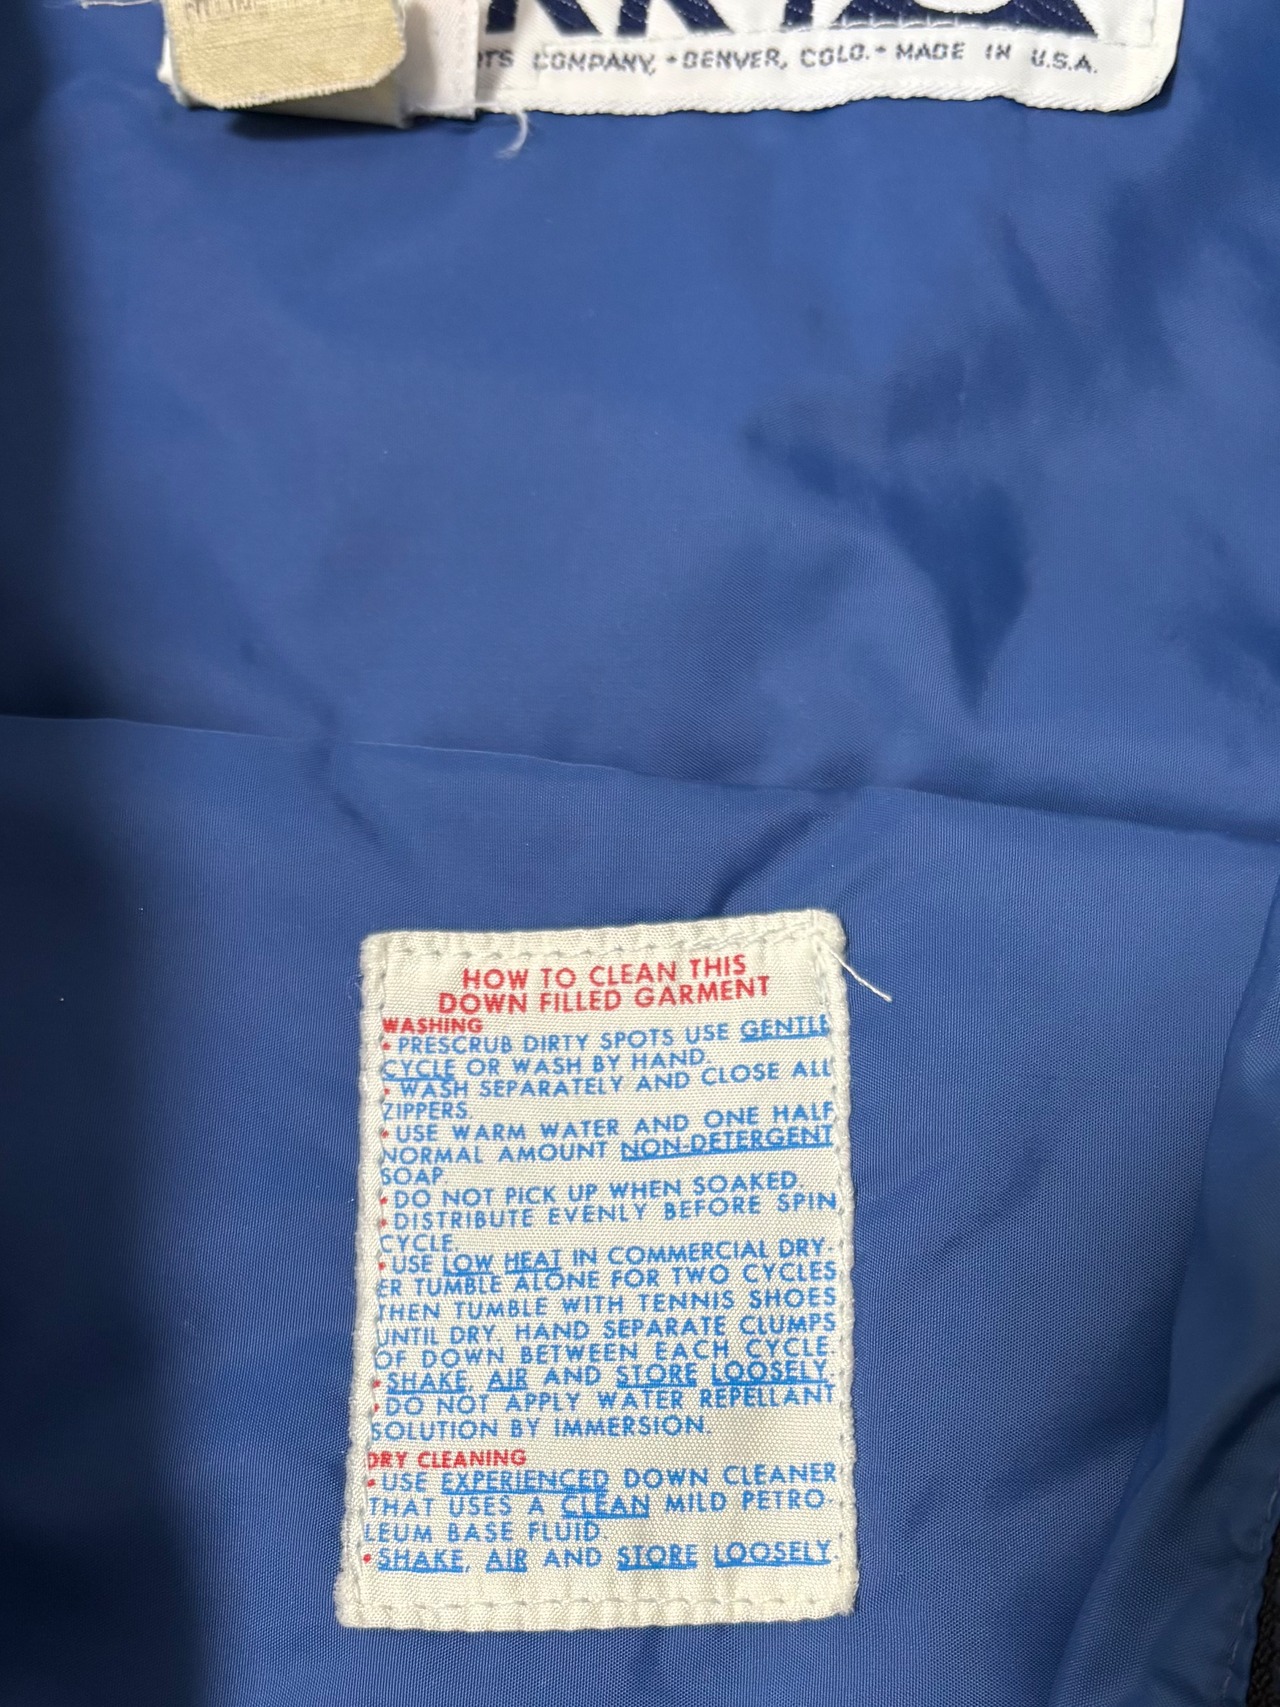 COMPANY, • DENVER, COLO. • MADE IN U.S.A.
HOW TO CLEAN THIS
DOWN FILLED GARMENT
WASHING
• PRESCRUB DIRTY SPOTS USE GENTLE
CYCLE OR WASH BY HAND.
• WASH SEPARATELY AND CLOSE ALL
ZIPPERS.
• USE WARM WATER AND ONE HALF
NORMAL AMOUNT NON-DETERGENT
SOAP
• DO NOT PICK UP WHEN SOAKED.
• DISTRIBUTE EVENLY BEFORE SPIN
CYCLE.
• USE LOW HEAT IN COMMERCIAL DRY-
ER TUMBLE ALONE FOR TWO CYCLES
THEN TUMBLE WITH TENNIS SHOES
UNTIL DRY. HAND SEPARATE CLUMPS
OF DOWN BETWEEN EACH CYCLE.
• SHAKE, AIR AND STORE LOOSELY.
• DO NOT APPLY WATER REPELLANT
SOLUTION BY IMMERSION.
DRY CLEANING
• USE EXPERIENCED DOWN CLEANER
THAT USES A CLEAN MILD PETRO-
LEUM BASE FLUID.
• SHAKE, AIR AND STORE LOOSELY.